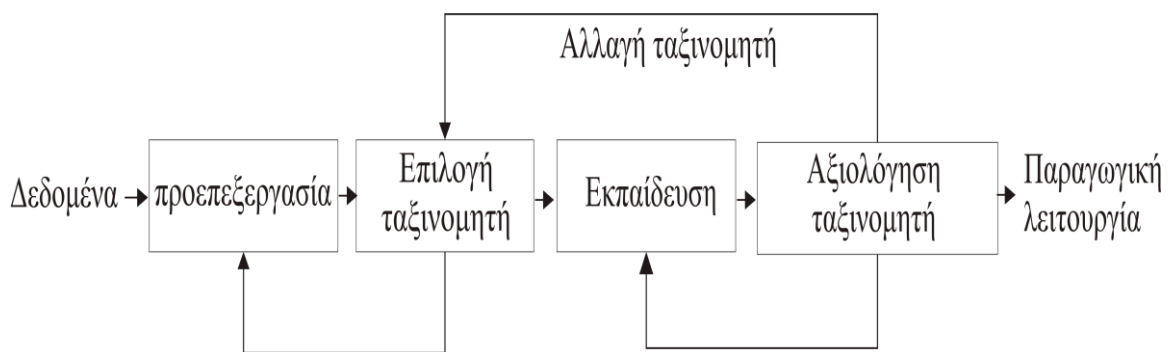 Αλλαγή ταξινομητή
Δεδομένα
προεπεξεργασία
Επιλογή
ταξινομητή
Εκπαίδευση
Αξιολόγηση
ταξινομητή
Παραγωγική
λειτουργία